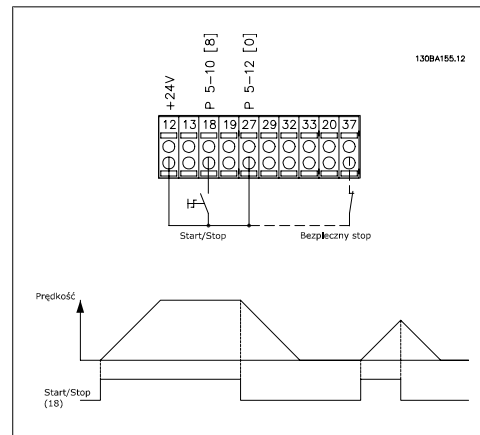 130BA155.12
+24V
P 5-10 [8]
P 5-12 [0]
12 13 18 19 27 29 32 33 20 37
Start/Stop
Bezpieczny stop
Prędkość
Start/Stop
(18)